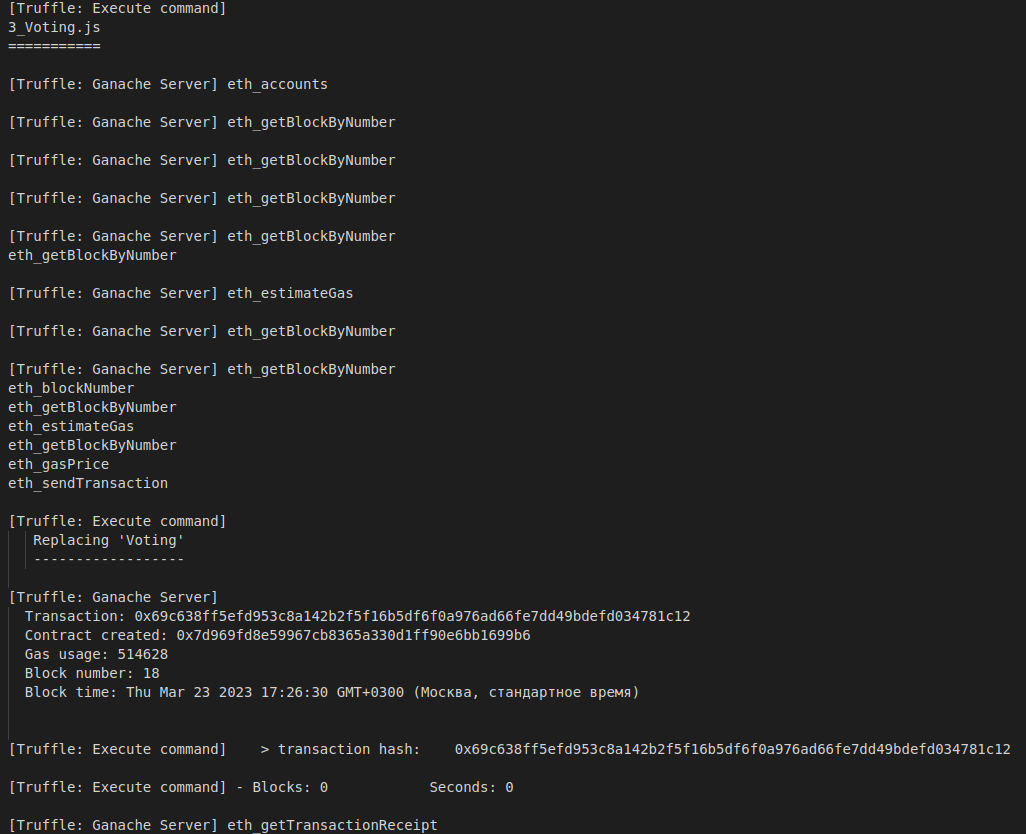 [Truffle: Execute command]
3_Voting.js
===========
[Truffle: Ganache Server] eth_accounts
[Truffle: Ganache Server] eth_getBlockByNumber
[Truffle: Ganache Server] eth_getBlockByNumber
[Truffle: Ganache Server] eth_getBlockByNumber
[Truffle: Ganache Server] eth_getBlockByNumber
eth_getBlockByNumber
[Truffle: Ganache Server] eth_estimateGas
[Truffle: Ganache Server] eth_getBlockByNumber
[Truffle: Ganache Server] eth_getBlockByNumber
eth_blockNumber
eth_getBlockByNumber
eth_estimateGas
eth_getBlockByNumber
eth_gasPrice
eth_sendTransaction
[Truffle: Execute command]
Replacing 'Voting'
------------------
[Truffle: Ganache Server]
Transaction: 0x69c638ff5efd953c8a142b2f5f16b5df6f0a976ad66fe7dd49bdefd034781c12
Contract created: 0x7d969fd8e59967cb8365a330d1ff90e6bb1699b6
Gas usage: 514628
Block number: 18
Block time: Thu Mar 23 2023 17:26:30 GMT+0300 (Москва, стандартное время)
[Truffle: Execute command]    > transaction hash:    0x69c638ff5efd953c8a142b2f5f16b5df6f0a976ad66fe7dd49bdefd034781c12
[Truffle: Execute command] - Blocks: 0            Seconds: 0
[Truffle: Ganache Server] eth_getTransactionReceipt